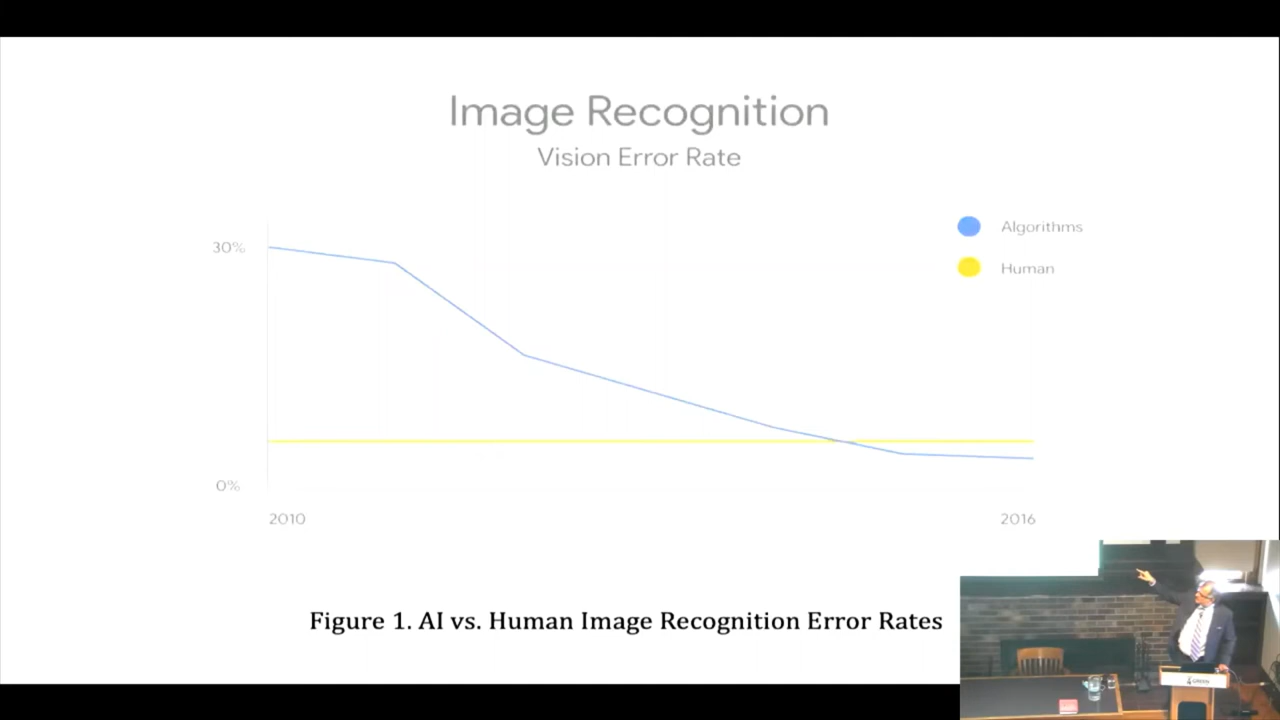 Image Recognition
Vision Error Rate
Algorithms
Human
30%
0%
2010
2016
Figure 1. AI vs. Human Image Recognition Error Rates
GREEN